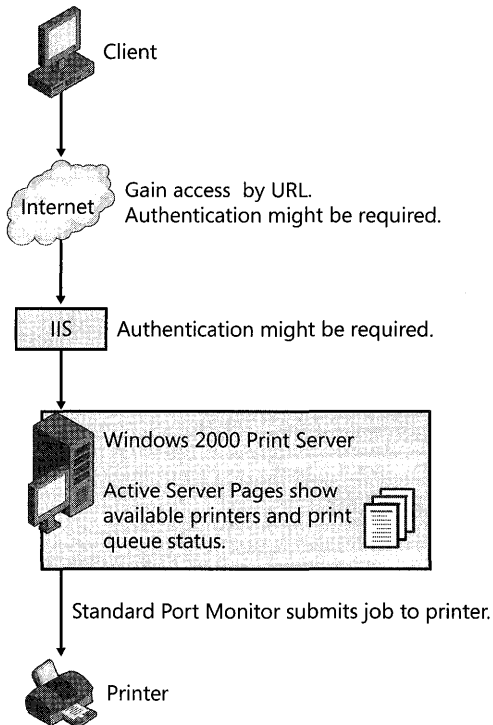 Client
Internet
Gain access by URL.
Authentication might be required.
IIS
Authentication might be required.
Windows 2000 Print Server
Active Server Pages show
available printers and print
queue status.
Standard Port Monitor submits job to printer.
Printer